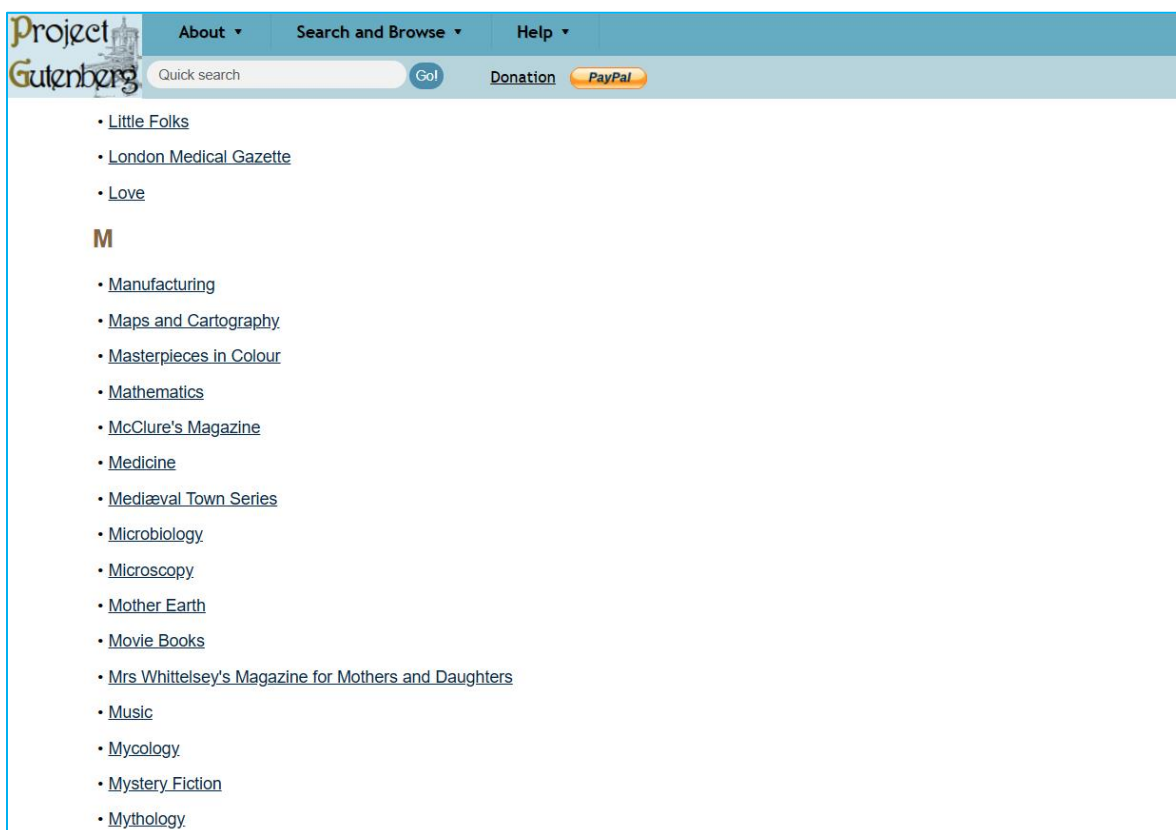 Project Gutenberg
About ▾ Search and Browse ▾ Help ▾
Quick search Go! Donation PayPal
• Little Folks
• London Medical Gazette
• Love
M
• Manufacturing
• Maps and Cartography
• Masterpieces in Colour
• Mathematics
• McClure's Magazine
• Medicine
• Mediæval Town Series
• Microbiology
• Microscopy
• Mother Earth
• Movie Books
• Mrs Whittelsey's Magazine for Mothers and Daughters
• Music
• Mycology
• Mystery Fiction
• Mythology